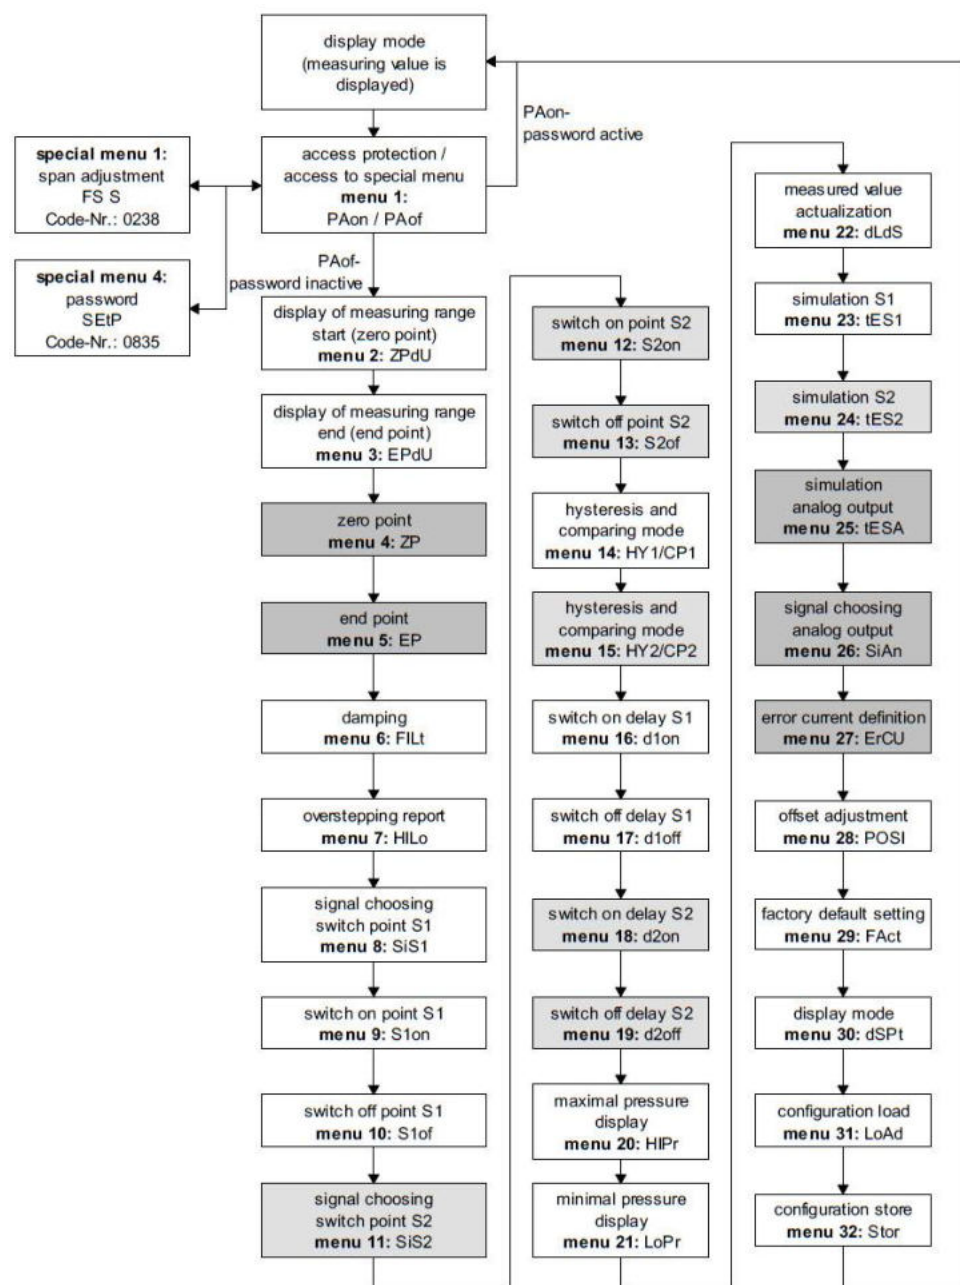 display mode
(measuring value is
displayed)
PAon-
password active
special menu 1:
span adjustment
FS S
Code-Nr.: 0238
access protection /
access to special menu
menu 1:
PAon / PAof
special menu 4:
password
SEtP
Code-Nr.: 0835
PAof-
password inactive
display of measuring range
start (zero point)
menu 2: ZPdU
display of measuring range
end (end point)
menu 3: EPdU
zero point
menu 4: ZP
end point
menu 5: EP
damping
menu 6: FILt
overstepping report
menu 7: HILo
signal choosing
switch point S1
menu 8: SiS1
switch on point S1
menu 9: S1on
switch off point S1
menu 10: S1of
signal choosing
switch point S2
menu 11: SiS2
switch on point S2
menu 12: S2on
switch off point S2
menu 13: S2of
hysteresis and
comparing mode
menu 14: HY1/CP1
hysteresis and
comparing mode
menu 15: HY2/CP2
switch on delay S1
menu 16: d1on
switch off delay S1
menu 17: d1off
switch on delay S2
menu 18: d2on
switch off delay S2
menu 19: d2off
maximal pressure
display
menu 20: HIPr
minimal pressure
display
menu 21: LoPr
measured value
actualization
menu 22: dLdS
simulation S1
menu 23: tES1
simulation S2
menu 24: tES2
simulation
analog output
menu 25: tESA
signal choosing
analog output
menu 26: SiAn
error current definition
menu 27: ErCU
offset adjustment
menu 28: POSI
factory default setting
menu 29: FAct
display mode
menu 30: dSPt
configuration load
menu 31: LoAd
configuration store
menu 32: Stor